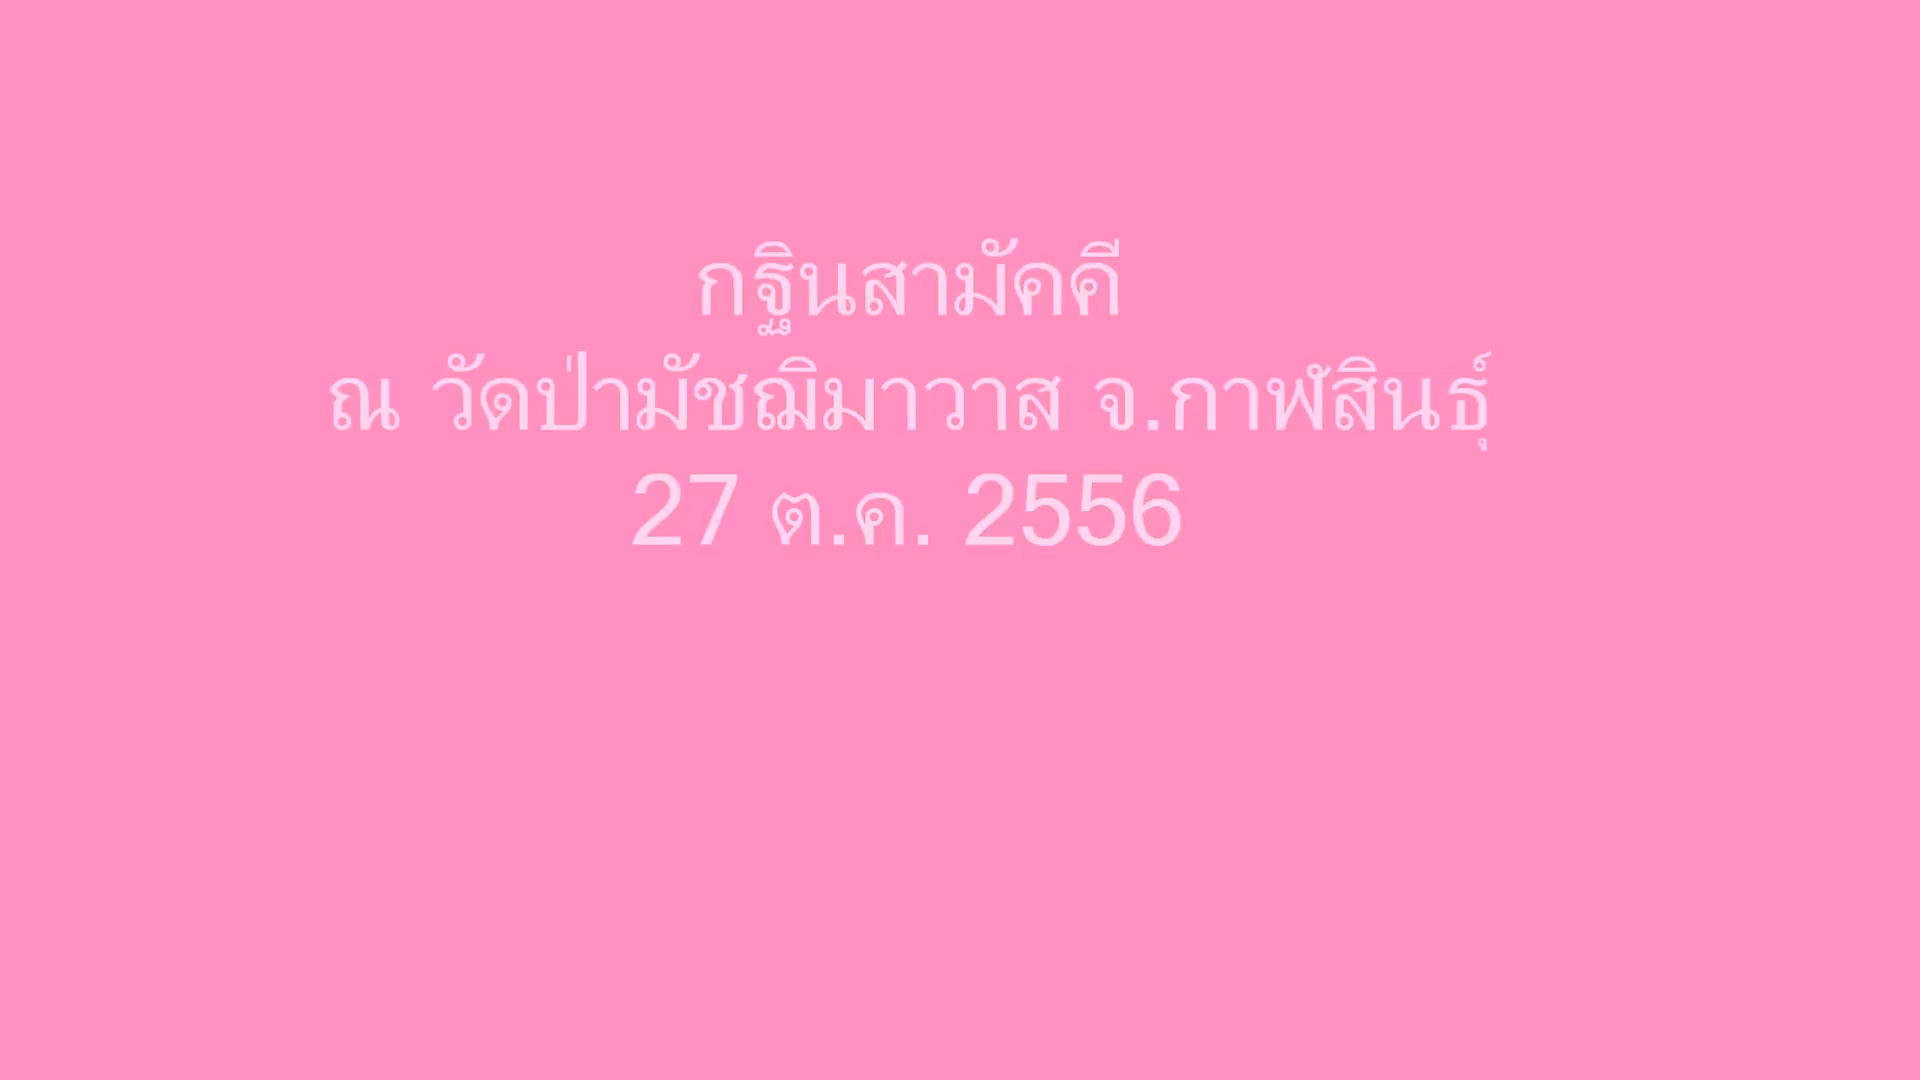 กฐินสามัคคี
ณ วัดป่ามัชฌิมาวาส จ.กาฬสินธุ์
27 ต.ค. 2556